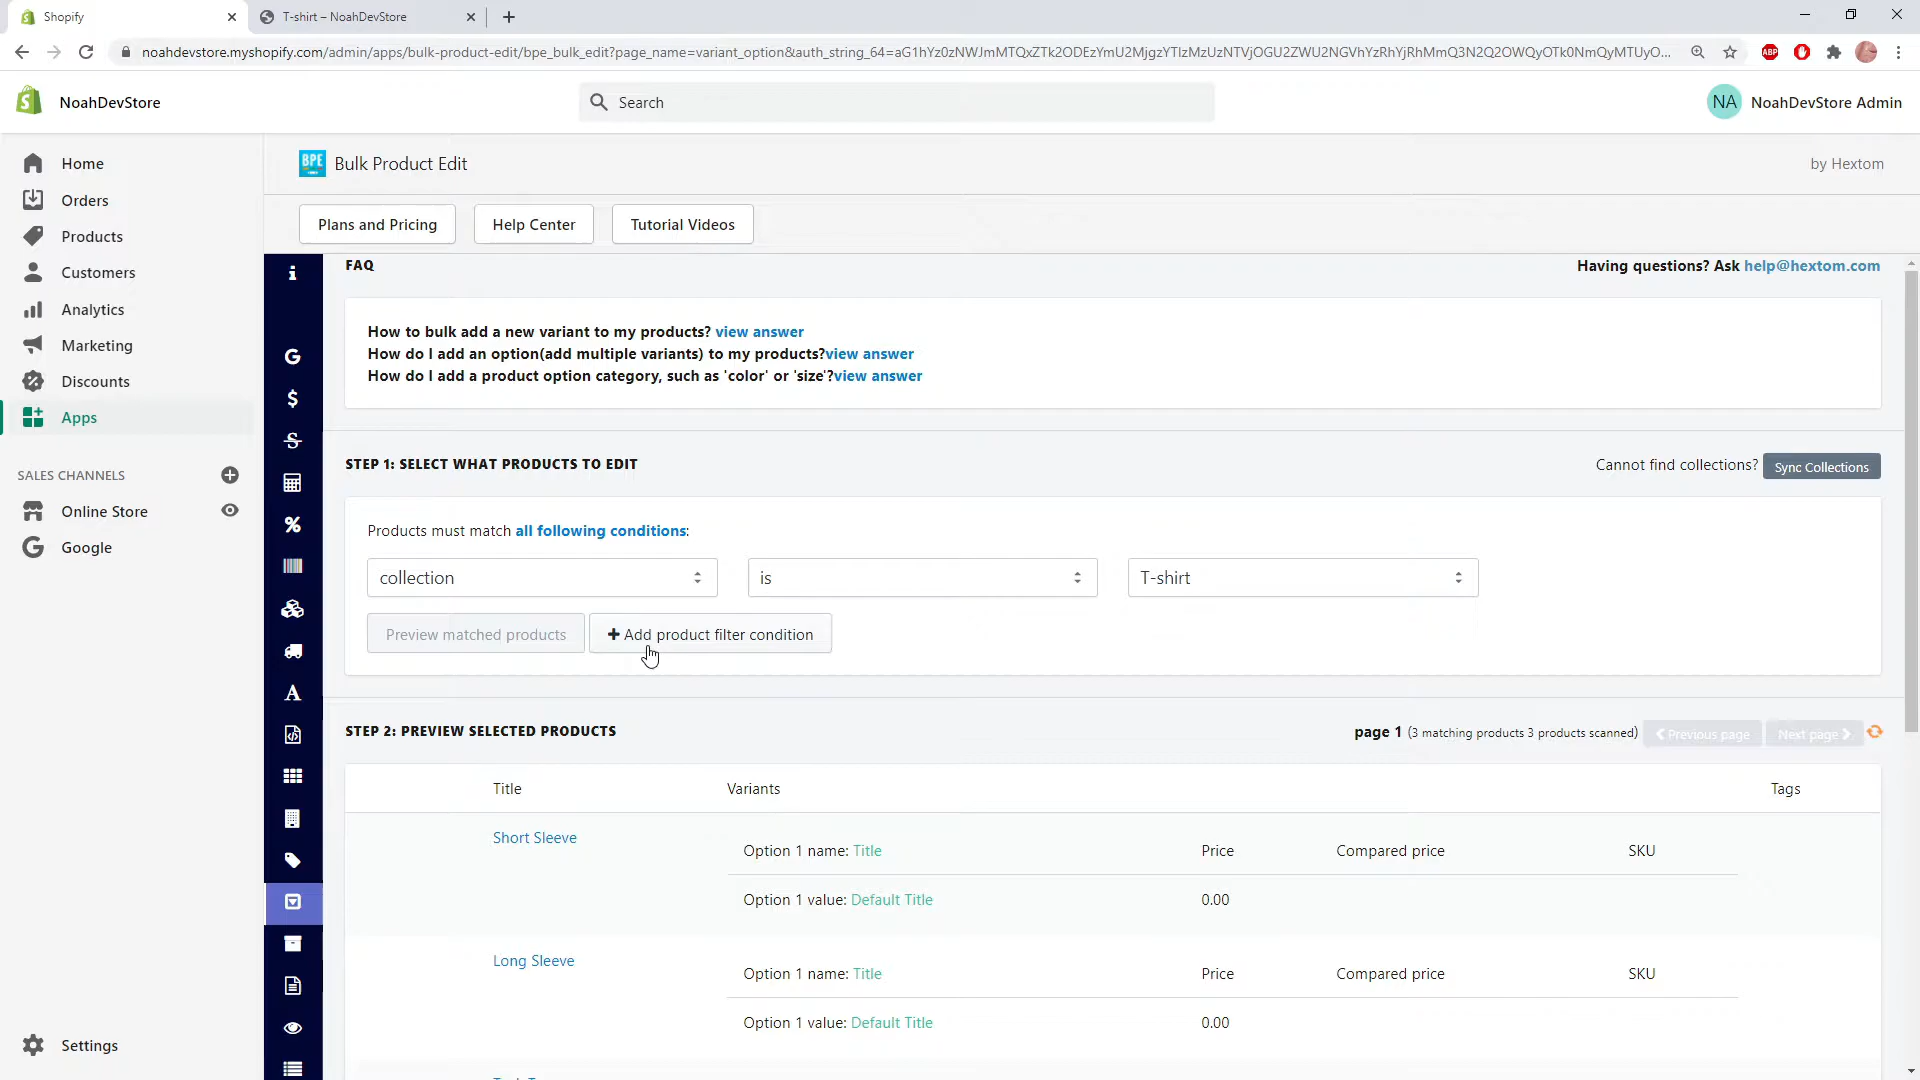 Shopify
T-shirt – NoahDevStore
noahdevstore.myshopify.com/admin/apps/bulk-product-edit/bpe_bulk_edit?page_name=variant_option&auth_string_64=
ABP
NoahDevStore
Search
NA
NoahDevStore Admin
Home
Orders
Products
Customers
Analytics
Marketing
Discounts
Apps
SALES CHANNELS
Online Store
Google
Settings
BPE
Bulk Product Edit
by Hextom
Plans and Pricing
Help Center
Tutorial Videos
FAQ
Having questions? Ask help@hextom.com
How to bulk add a new variant to my products? view answer
How do I add an option(add multiple variants) to my products?view answer
How do I add a product option category, such as 'color' or 'size'?view answer
STEP 1: SELECT WHAT PRODUCTS TO EDIT
Cannot find collections? Sync Collections
Products must match all following conditions:
collection
is
T-shirt
Preview matched products
Add product filter condition
STEP 2: PREVIEW SELECTED PRODUCTS
page 1 (3 matching products 3 products scanned)
Previous page
Next page
Title
Variants
Tags
Short Sleeve
Option 1 name: Title
Price
Compared price
SKU
Option 1 value: Default Title
0.00
Long Sleeve
Option 1 name: Title
Price
Compared price
SKU
Option 1 value: Default Title
0.00